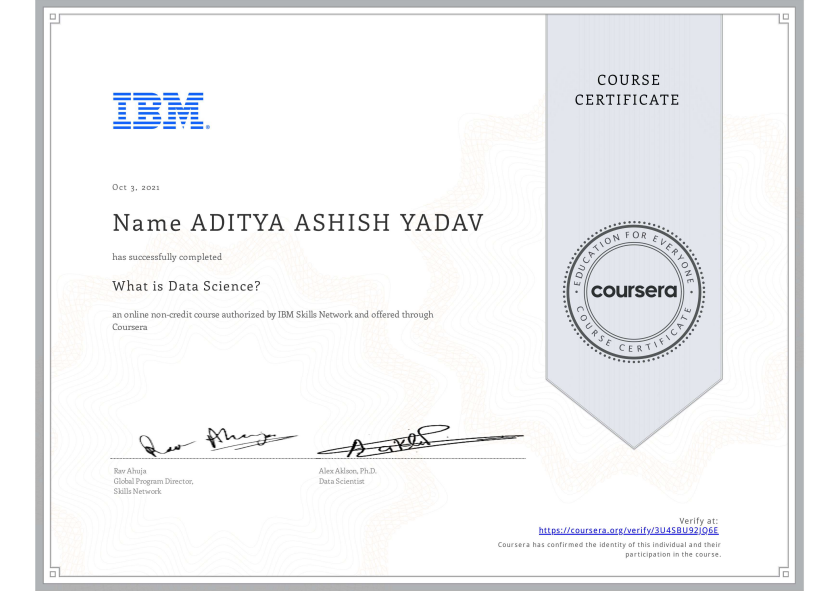 COURSE
CERTIFICATE
IBM
Oct 3, 2021
Name ADITYA ASHISH YADAV
has successfully completed
What is Data Science?
an online non-credit course authorized by IBM Skills Network and offered through
Coursera
EDUCATION FOR EVERYONE
coursera
COURSE CERTIFICATE
Rav Ahuja
Global Program Director,
Skills Network
Alex Aklson, Ph.D.
Data Scientist
Verify at:
https://coursera.org/verify/3U4SBU92JQ6E
Coursera has confirmed the identity of this individual and their
participation in the course.